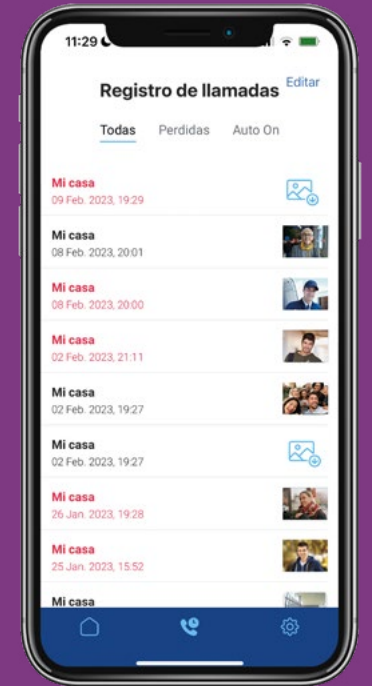 11:29
Registro de llamadas
Editar
Todas Perdidas Auto On
Mi casa
09 Feb. 2023, 19:29
Mi casa
08 Feb. 2023, 20:01
Mi casa
08 Feb. 2023, 20:00
Mi casa
02 Feb. 2023, 21:11
Mi casa
02 Feb. 2023, 19:27
Mi casa
02 Feb. 2023, 19:27
Mi casa
26 Jan. 2023, 19:28
Mi casa
25 Jan. 2023, 15:52
Mi casa